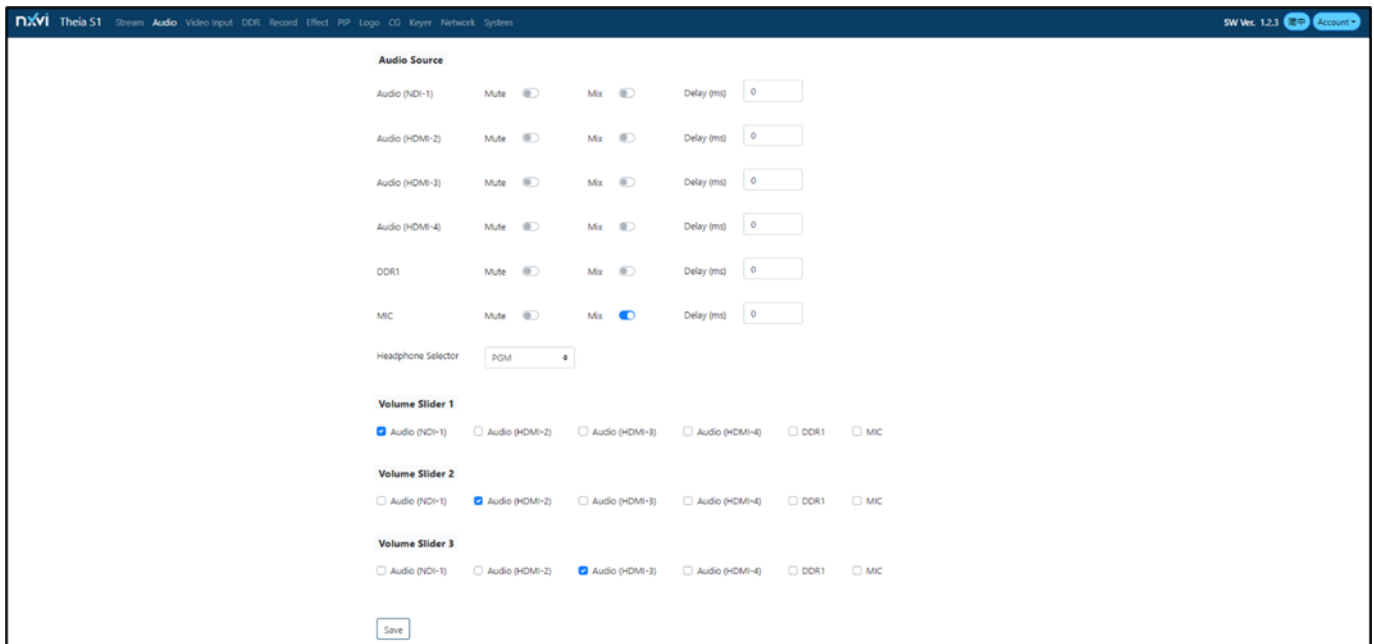 nxvi Theia S1 Stream Audio Video Input DDR Record Effect PIP Logo CG Keyer Network System SW Ver. 1.2.3 簡中 Account
Audio Source
Audio (NDI-1) Mute Mix Delay (ms) 0
Audio (HDMI-2) Mute Mix Delay (ms) 0
Audio (HDMI-3) Mute Mix Delay (ms) 0
Audio (HDMI-4) Mute Mix Delay (ms) 0
DDR1 Mute Mix Delay (ms) 0
MIC Mute Mix Delay (ms) 0
Headphone Selector PGM
Volume Slider 1
Audio (NDI-1) Audio (HDMI-2) Audio (HDMI-3) Audio (HDMI-4) DDR1 MIC
Volume Slider 2
Audio (NDI-1) Audio (HDMI-2) Audio (HDMI-3) Audio (HDMI-4) DDR1 MIC
Volume Slider 3
Audio (NDI-1) Audio (HDMI-2) Audio (HDMI-3) Audio (HDMI-4) DDR1 MIC
Save